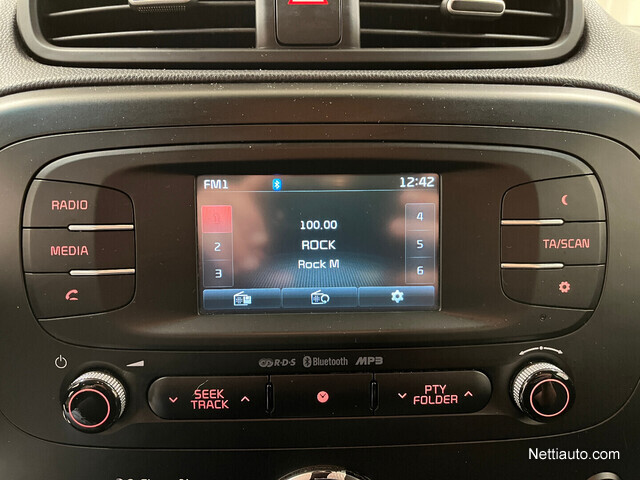 FM1 12:42
RADIO
100.00
4
2
ROCK
5
MEDIA
TA/SCAN
3
Rock M
6
R·D·S Bluetooth MP3
SEEK
TRACK
PTY
FOLDER
Nettiauto.com